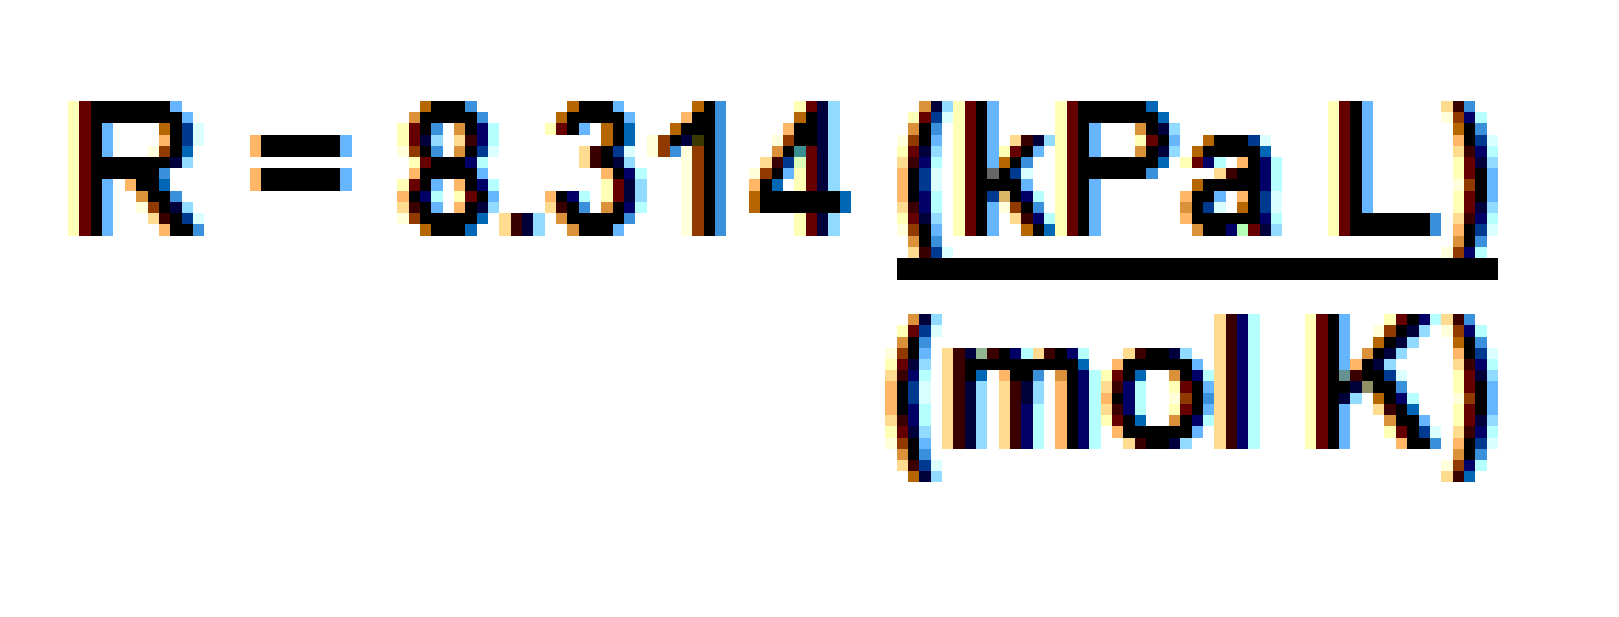 R = 8.314 (kPa L)
(mol K)